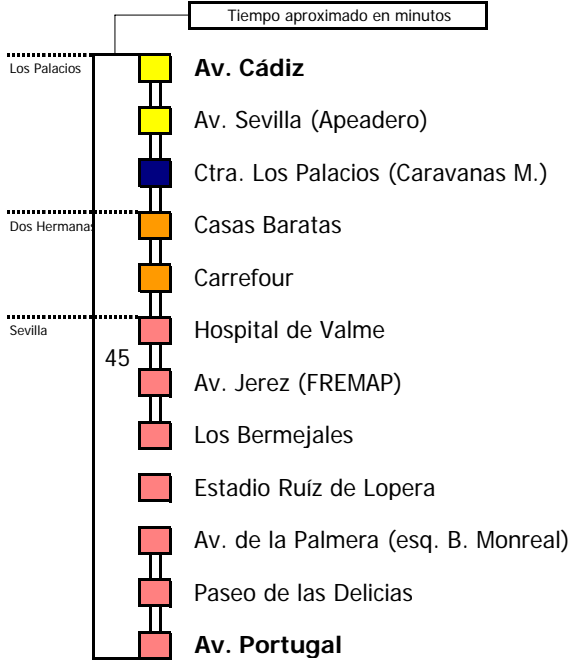 Tiempo aproximado en minutos
Los Palacios
Av. Cádiz
Av. Sevilla (Apeadero)
Ctra. Los Palacios (Caravanas M.)
Dos Hermanas
Casas Baratas
Carrefour
Sevilla
Hospital de Valme
45
Av. Jerez (FREMAP)
Los Bermejales
Estadio Ruíz de Lopera
Av. de la Palmera (esq. B. Monreal)
Paseo de las Delicias
Av. Portugal